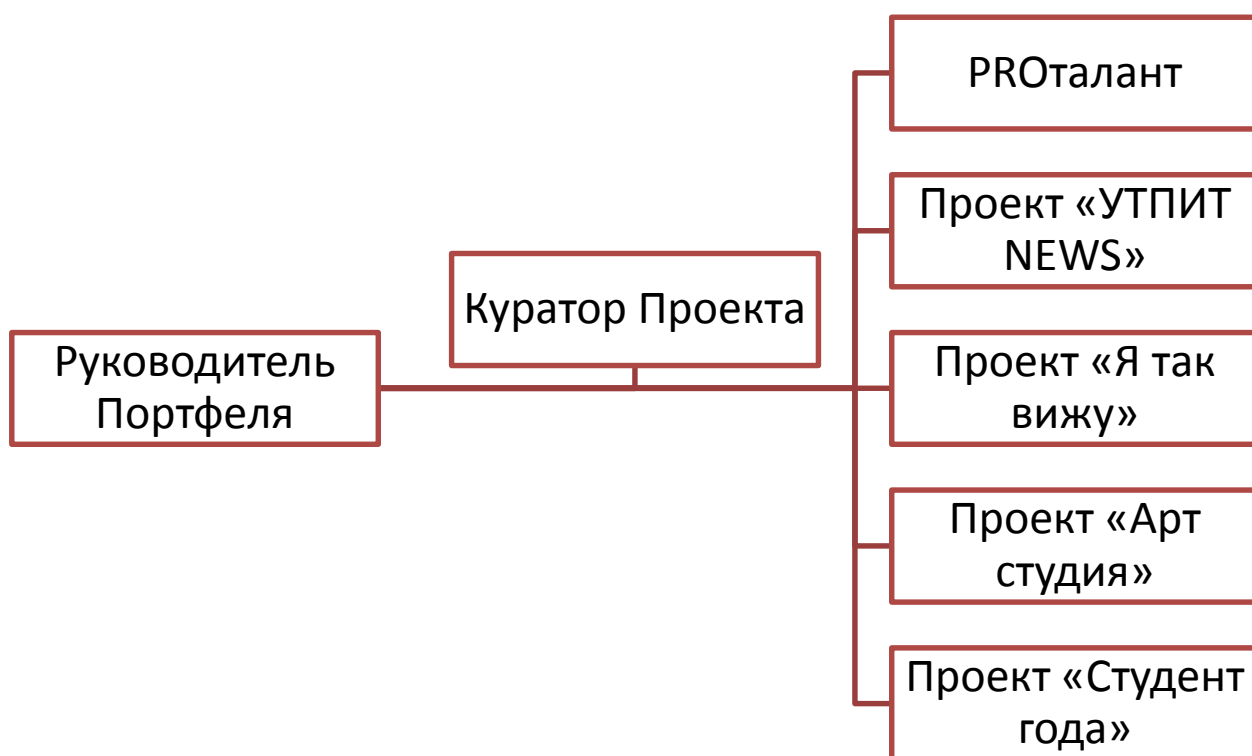 Руководитель
Портфеля
Куратор Проекта
PROталант
Проект «УТПИТ
NEWS»
Проект «Я так
вижу»
Проект «Арт
студия»
Проект «Студент
года»